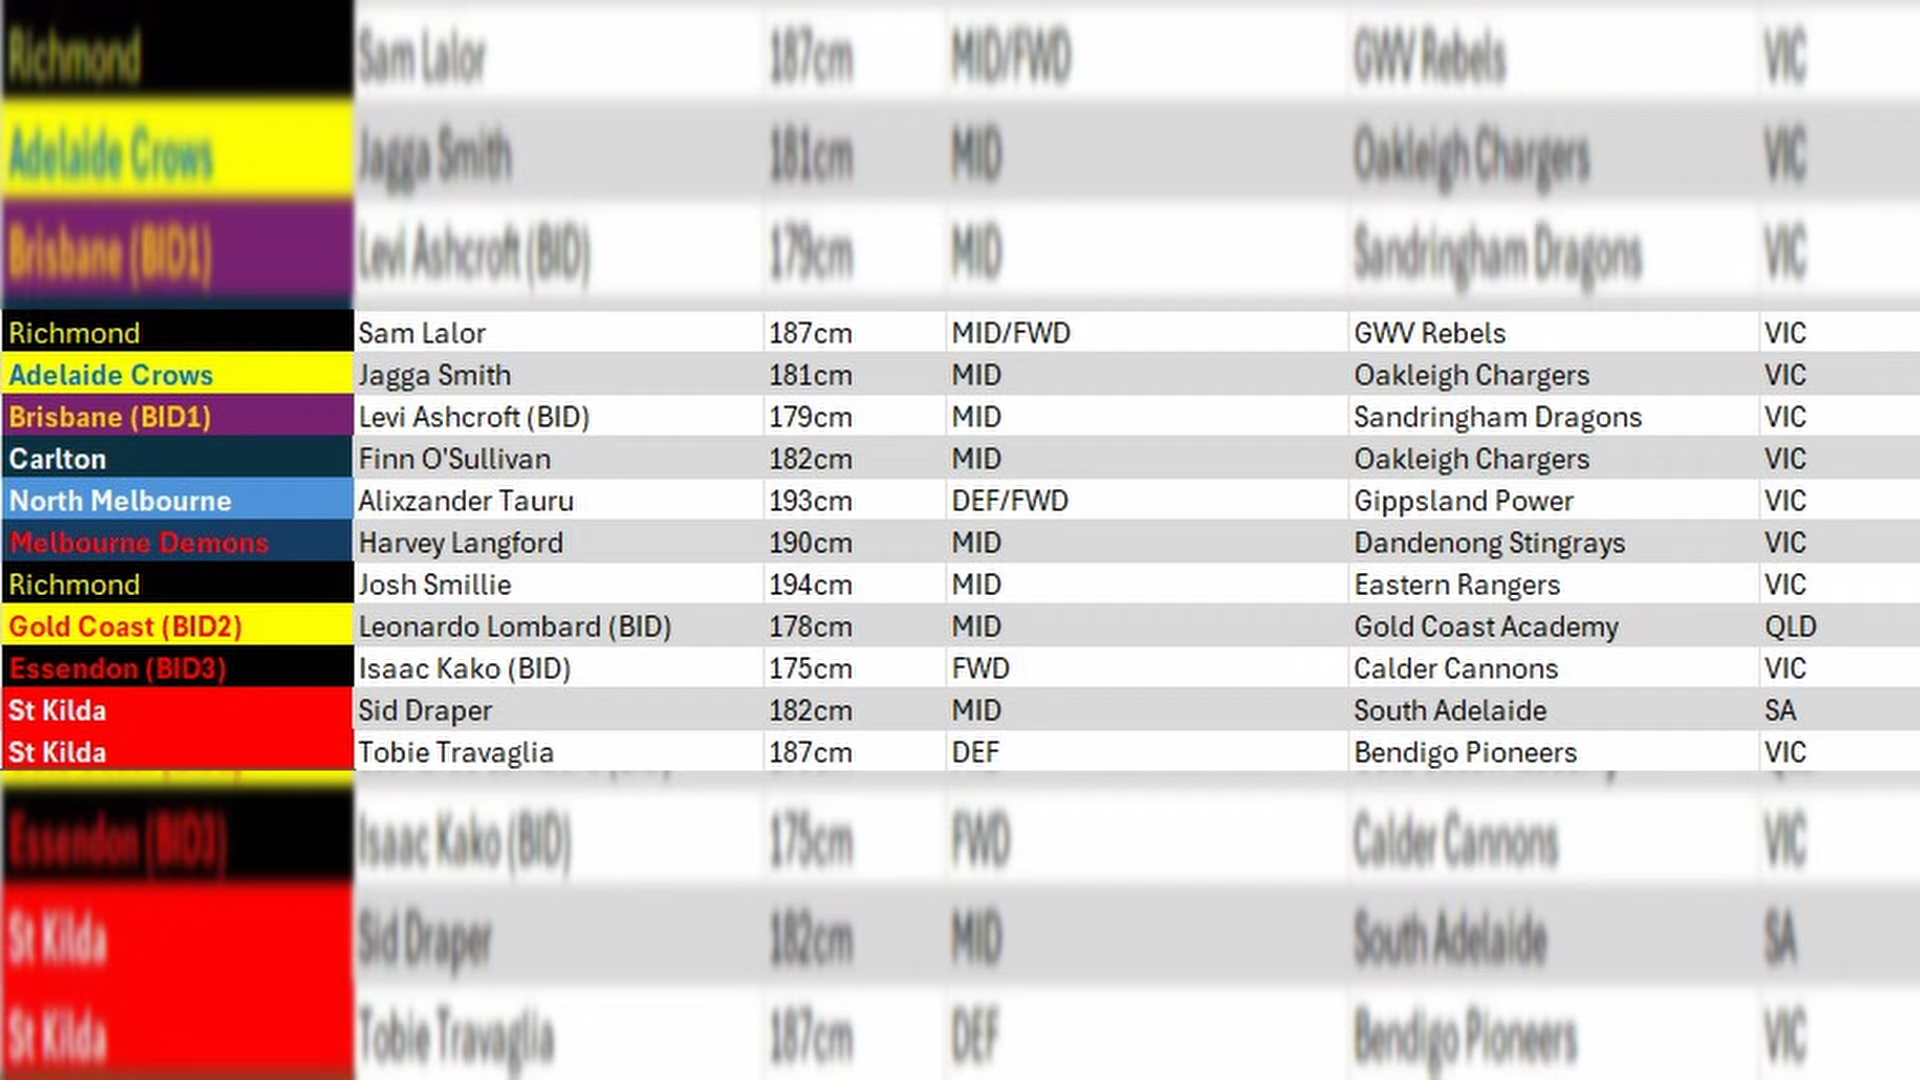 Richmond Sam Lalor 187cm MID/FWD GWV Rebels VIC
Adelaide Crows Jagga Smith 181cm MID Oakleigh Chargers VIC
Brisbane (BID1) Levi Ashcroft (BID) 179cm MID Sandringham Dragons VIC
Richmond Sam Lalor 187cm MID/FWD GWV Rebels VIC
Adelaide Crows Jagga Smith 181cm MID Oakleigh Chargers VIC
Brisbane (BID1) Levi Ashcroft (BID) 179cm MID Sandringham Dragons VIC
Carlton Finn O'Sullivan 182cm MID Oakleigh Chargers VIC
North Melbourne Alixzander Tauru 193cm DEF/FWD Gippsland Power VIC
Melbourne Demons Harvey Langford 190cm MID Dandenong Stingrays VIC
Richmond Josh Smillie 194cm MID Eastern Rangers VIC
Gold Coast (BID2) Leonardo Lombard (BID) 178cm MID Gold Coast Academy QLD
Essendon (BID3) Isaac Kako (BID) 175cm FWD Calder Cannons VIC
St Kilda Sid Draper 182cm MID South Adelaide SA
St Kilda Tobie Travaglia 187cm DEF Bendigo Pioneers VIC
Essendon (BID3) Isaac Kako (BID) 175cm FWD Calder Cannons VIC
St Kilda Sid Draper 182cm MID South Adelaide SA
St Kilda Tobie Travaglia 187cm DEF Bendigo Pioneers VIC